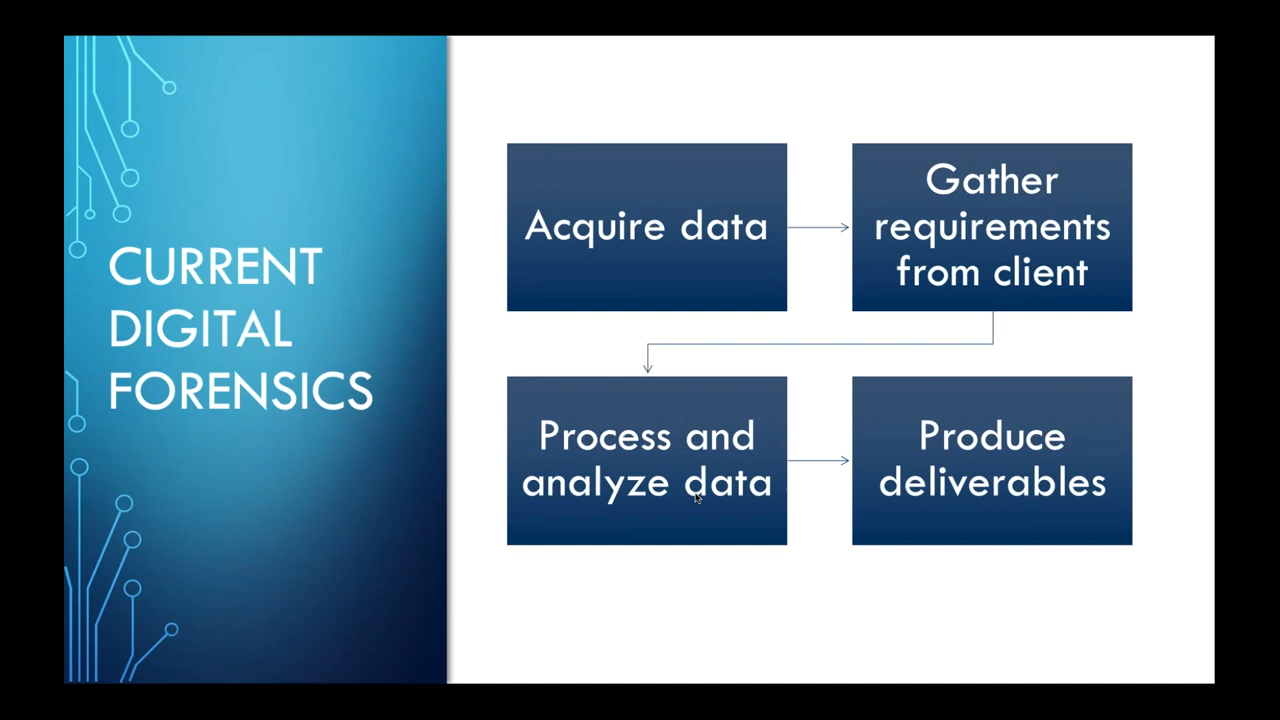 CURRENT
DIGITAL
FORENSICS
Acquire data
Gather
requirements
from client
Process and
analyze data
Produce
deliverables